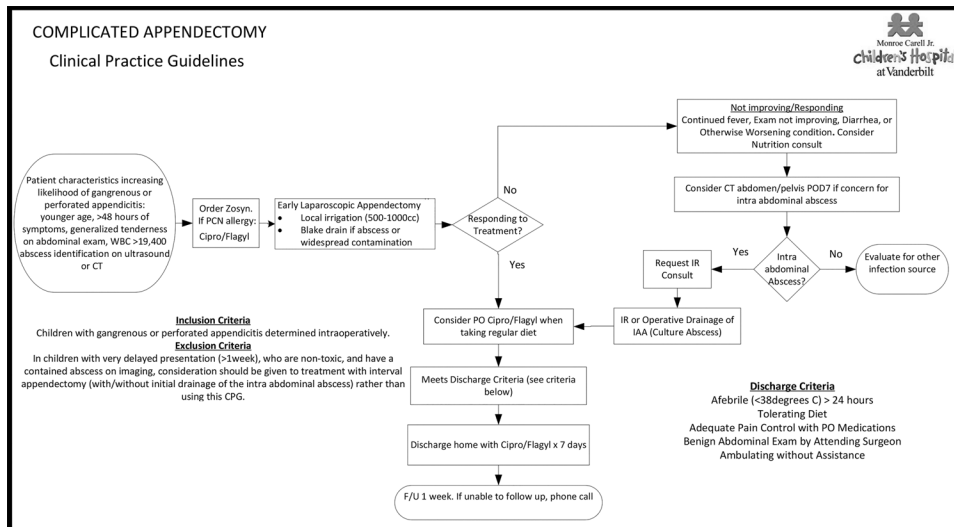 COMPLICATED APPENDECTOMY
Clinical Practice Guidelines
Monroe Carell Jr.
Children's Hospital
at Vanderbilt
Patient characteristics increasing
likelihood of gangrenous or
perforated appendicitis:
younger age, >48 hours of
symptoms, generalized tenderness
on abdominal exam, WBC >19,400
abscess identification on ultrasound
or CT
Order Zosyn.
If PCN allergy:
Cipro/Flagyl
Early Laparoscopic Appendectomy
• Local irrigation (500-1000cc)
• Blake drain if abscess or
widespread contamination
Responding to
Treatment?
No
Yes
Not improving/Responding
Continued fever, Exam not improving, Diarrhea, or
Otherwise Worsening condition. Consider
Nutrition consult
Consider CT abdomen/pelvis POD7 if concern for
intra abdominal abscess
Intra
abdominal
Abscess?
Yes
No
Evaluate for other
infection source
Request IR
Consult
IR or Operative Drainage of
IAA (Culture Abscess)
Consider PO Cipro/Flagyl when
taking regular diet
Meets Discharge Criteria (see criteria
below)
Discharge home with Cipro/Flagyl x 7 days
F/U 1 week. If unable to follow up, phone call
Inclusion Criteria
Children with gangrenous or perforated appendicitis determined intraoperatively.
Exclusion Criteria
In children with very delayed presentation (>1week), who are non-toxic, and have a
contained abscess on imaging, consideration should be given to treatment with interval
appendectomy (with/without initial drainage of the intra abdominal abscess) rather than
using this CPG.
Discharge Criteria
Afebrile (<38degrees C) > 24 hours
Tolerating Diet
Adequate Pain Control with PO Medications
Benign Abdominal Exam by Attending Surgeon
Ambulating without Assistance